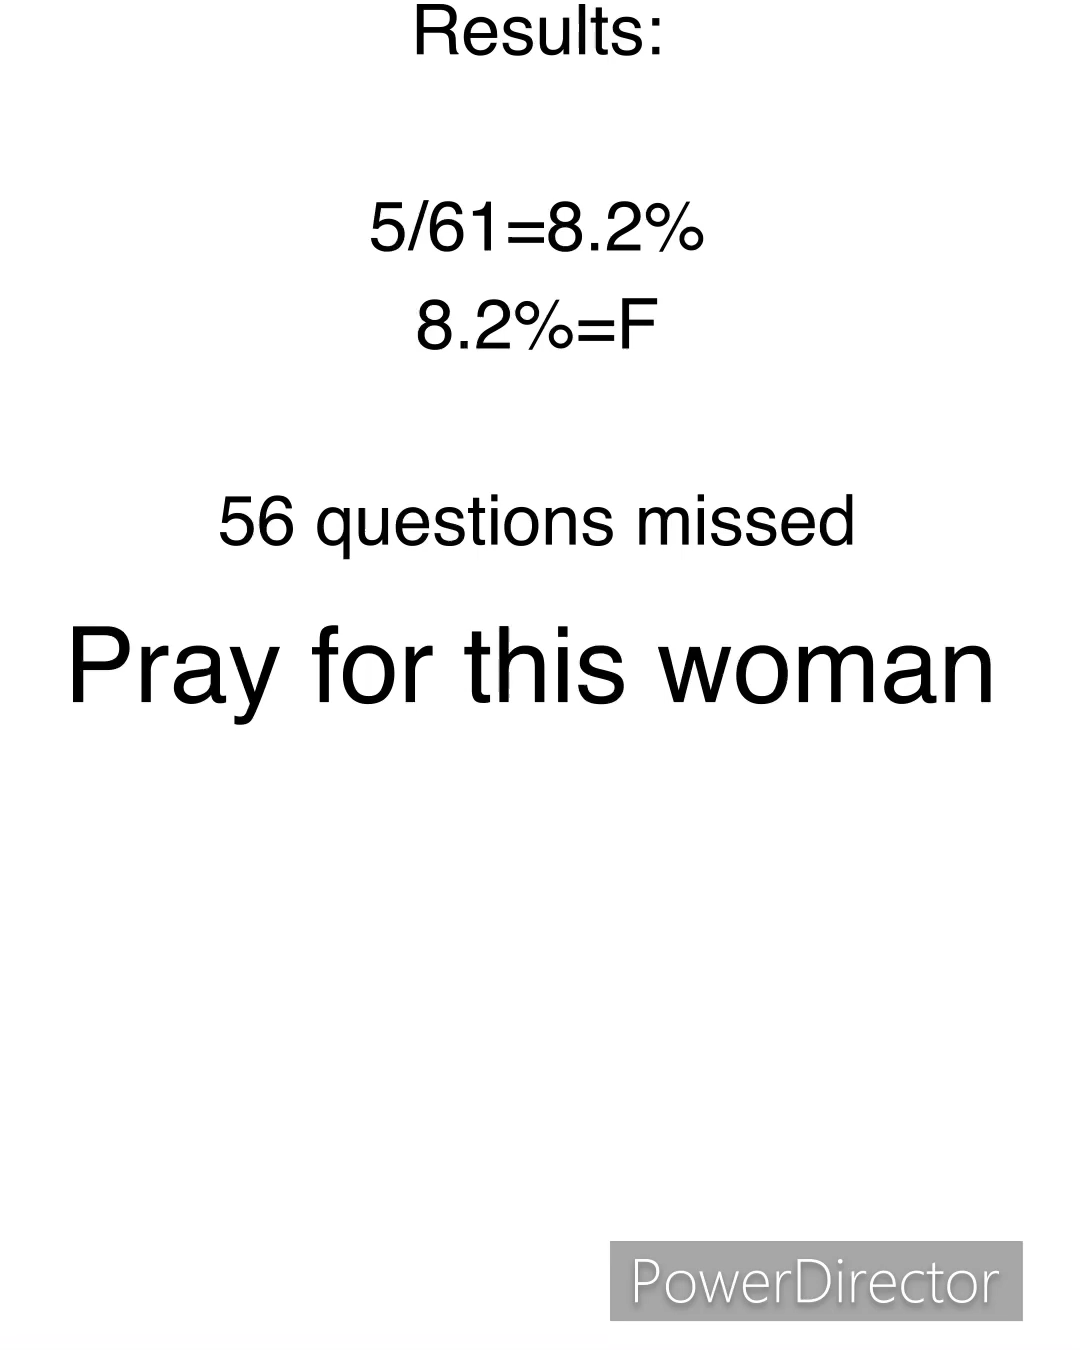 Results:
5/61=8.2%
8.2%=F
56 questions missed
Pray for this woman
PowerDirector